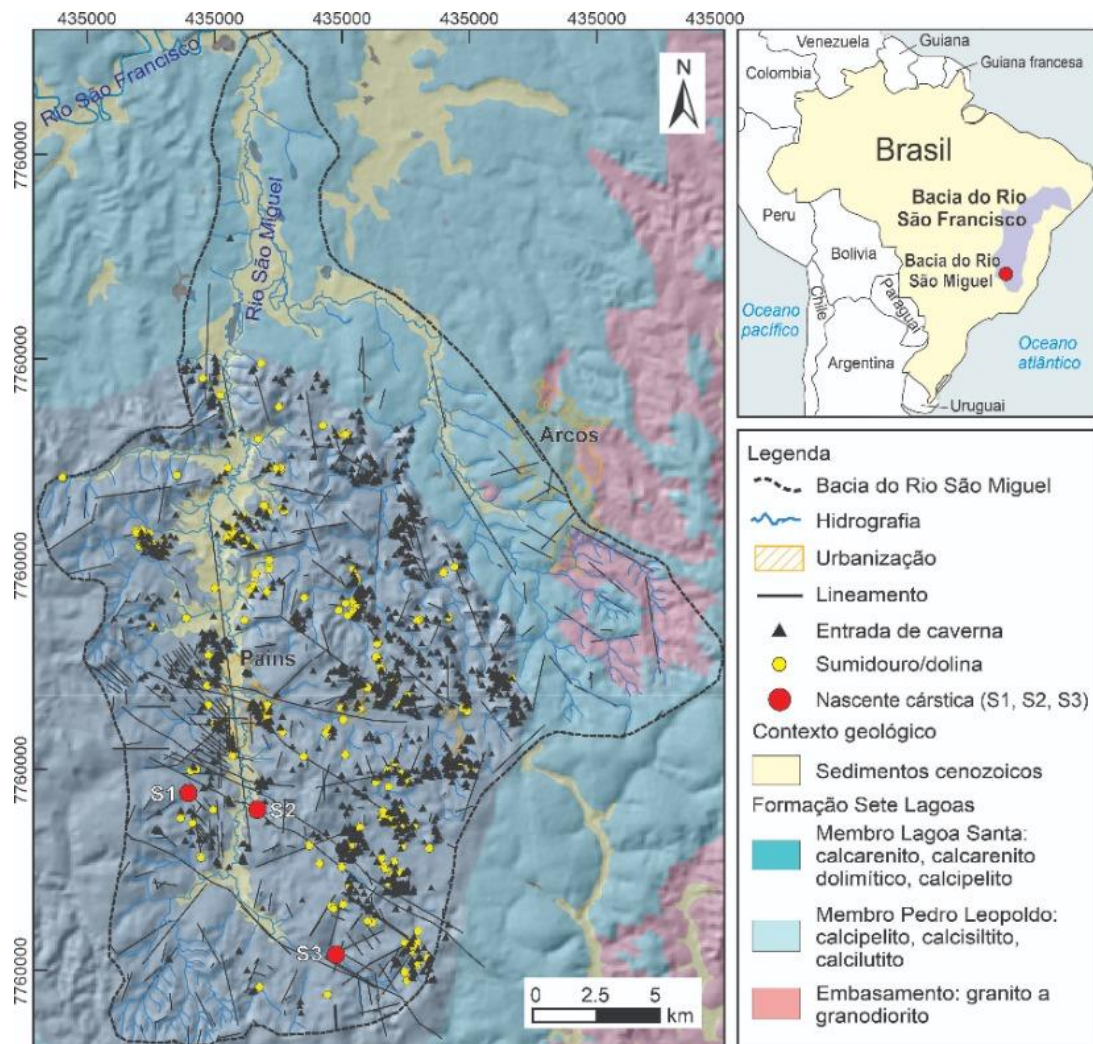 435000 435000 435000 435000 435000 435000
7760000
7760000
7760000
7760000
7760000
Rio São Francisco
Rio São Miguel
N
Arcos
Pains
S1
S2
S3
0 2.5 5
km
Venezuela
Guiana
Colombia
Guiana francesa
Brasil
Peru
Bacia do Rio
São Francisco
Bolivia
Bacia do Rio
São Miguel
Paraguai
Chile
Oceano
pacífico
Argentina
Oceano
atlântico
Uruguai
Legenda
Bacia do Rio São Miguel
Hidrografia
Urbanização
Lineamento
Entrada de caverna
Sumidouro/dolina
Nascente cárstica (S1, S2, S3)
Contexto geológico
Sedimentos cenozoicos
Formação Sete Lagoas
Membro Lagoa Santa:
calcarenito, calcarenito
dolimítico, calcipelito
Membro Pedro Leopoldo:
calcipelito, calcisiltito,
calcilutito
Embasamento: granito a
granodiorito